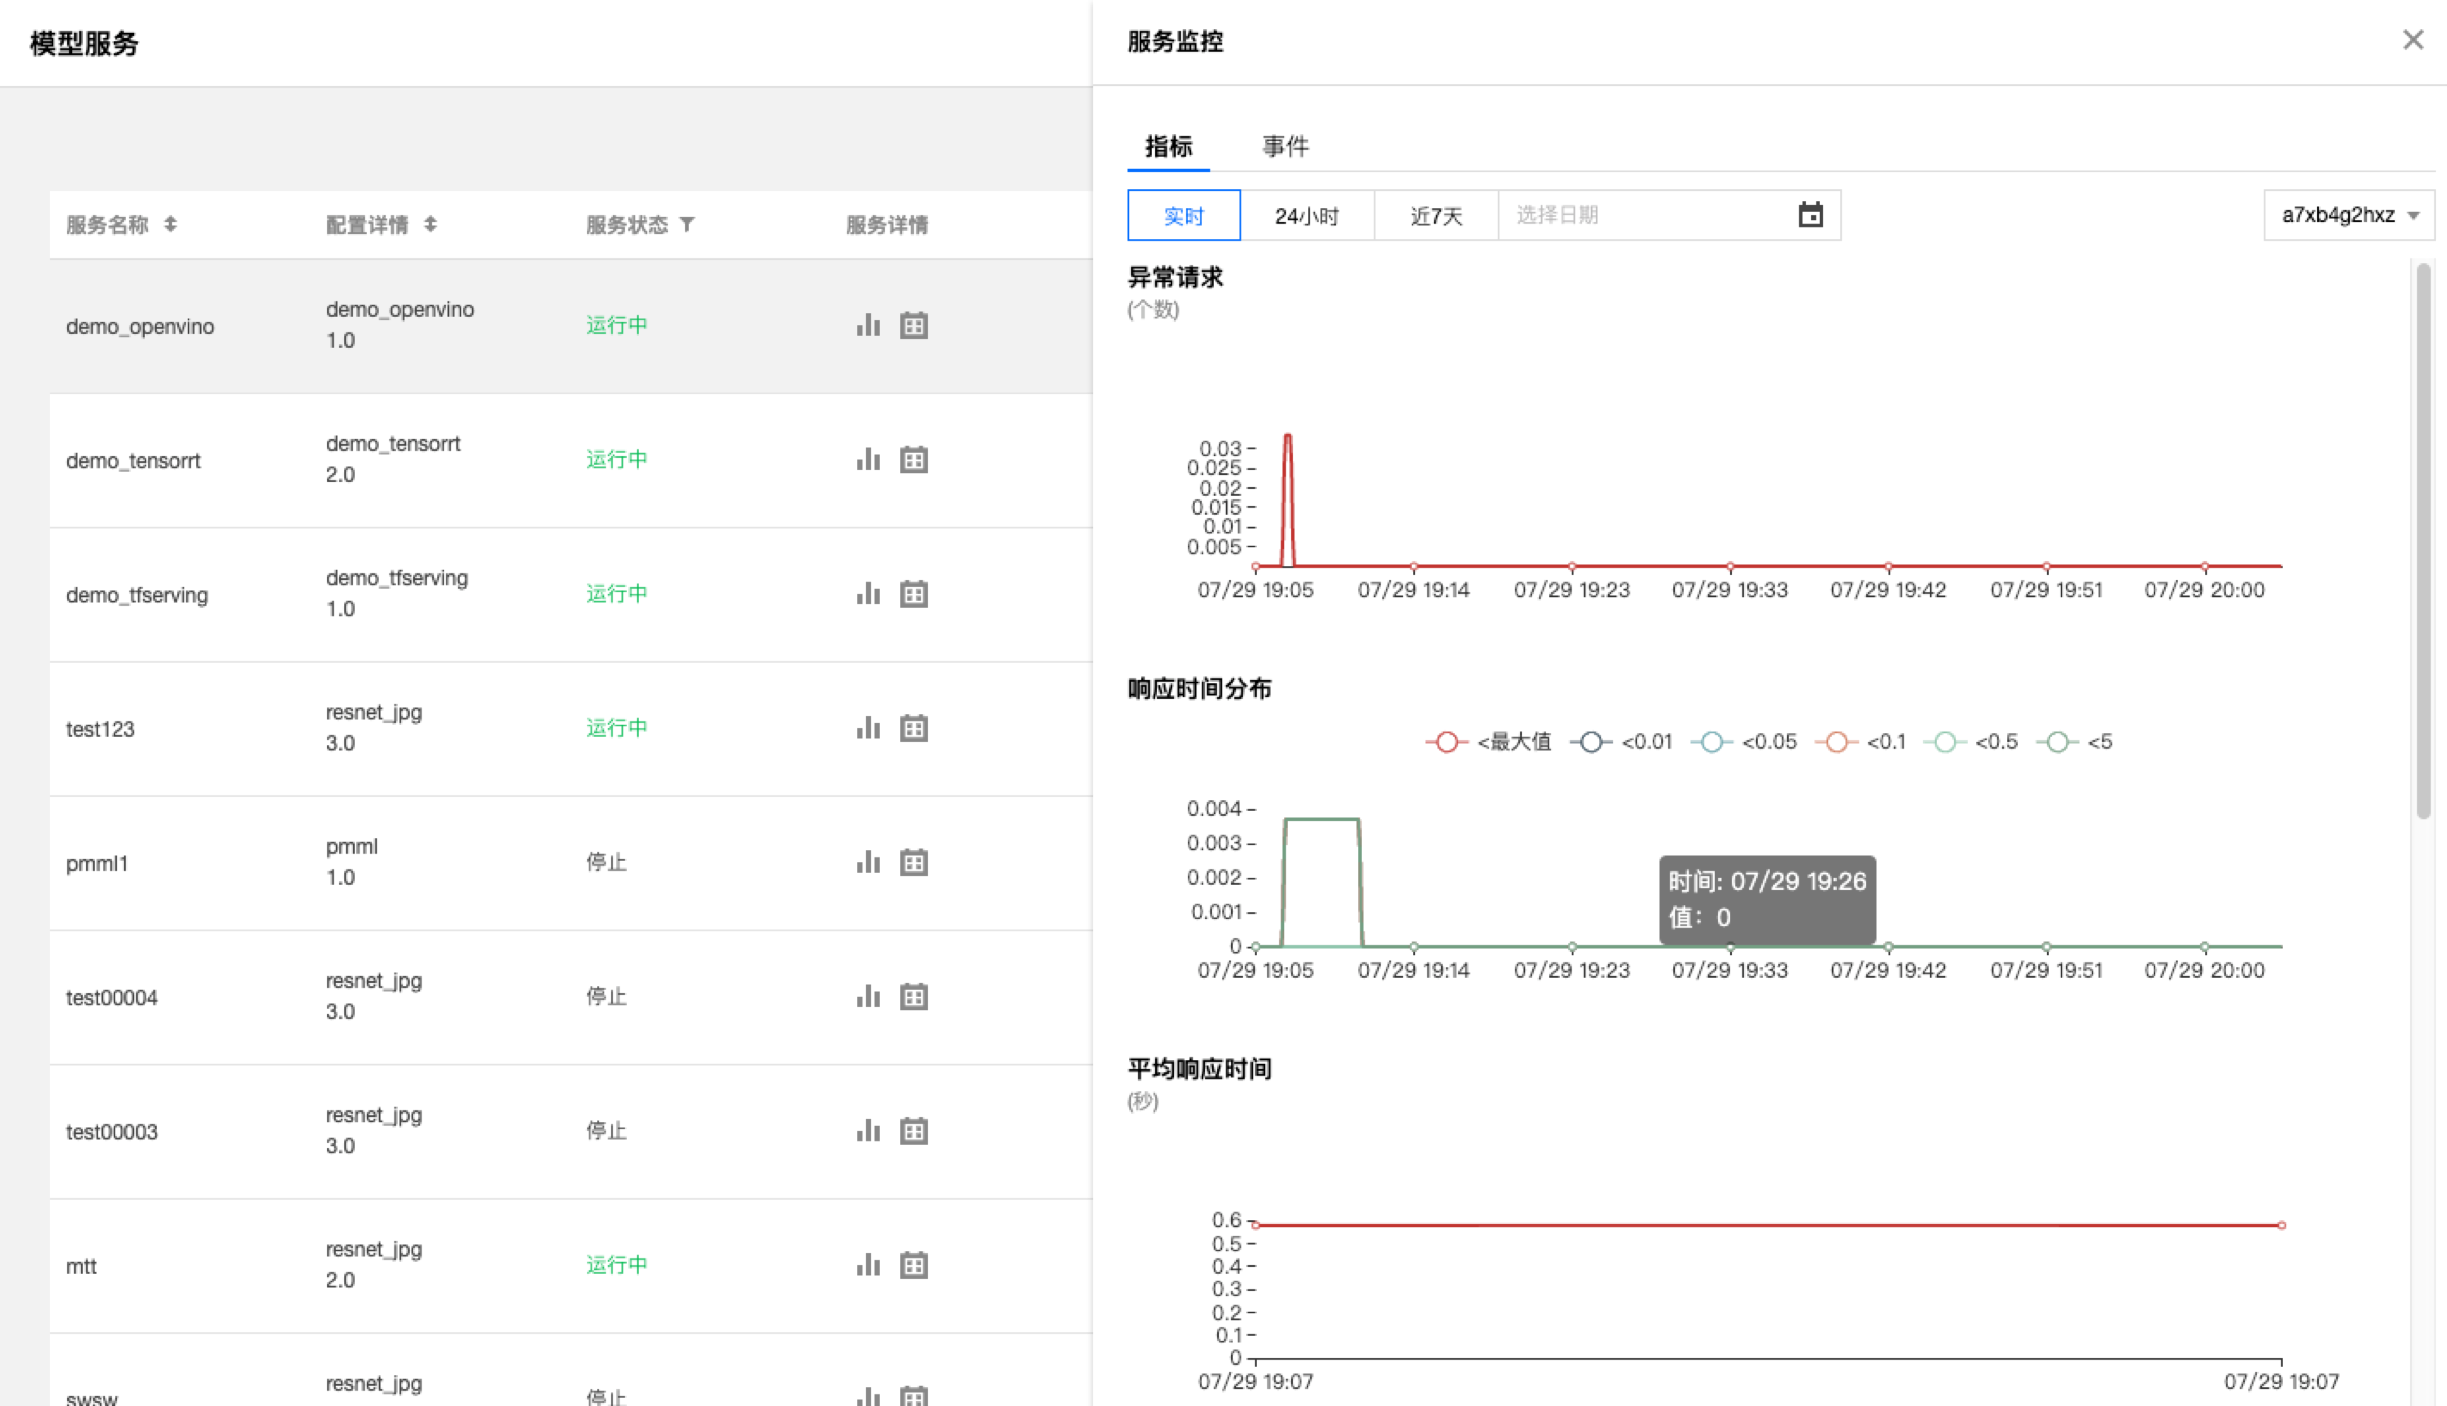 模型服务
服务名称 配置详情 服务状态 服务详情
demo_openvino demo_openvino 1.0 运行中
demo_tensorrt demo_tensorrt 2.0 运行中
demo_tfserving demo_tfserving 1.0 运行中
test123 resnet_jpg 3.0 运行中
pmml1 pmml 1.0 停止
test00004 resnet_jpg 3.0 停止
test00003 resnet_jpg 3.0 停止
mtt resnet_jpg 2.0 运行中
swsw resnet_jpg 停止
服务监控
指标 事件
实时 24小时 近7天 选择日期 a7xb4g2hxz
异常请求
(个数)
0.03
0.025
0.02
0.015
0.01
0.005
07/29 19:05 07/29 19:14 07/29 19:23 07/29 19:33 07/29 19:42 07/29 19:51 07/29 20:00
响应时间分布
<最大值 <0.01 <0.05 <0.1 <0.5 <5
0.004
0.003
0.002
0.001
0
时间: 07/29 19:26
值: 0
07/29 19:05 07/29 19:14 07/29 19:23 07/29 19:33 07/29 19:42 07/29 19:51 07/29 20:00
平均响应时间
(秒)
0.6
0.5
0.4
0.3
0.2
0.1
0
07/29 19:07 07/29 19:07